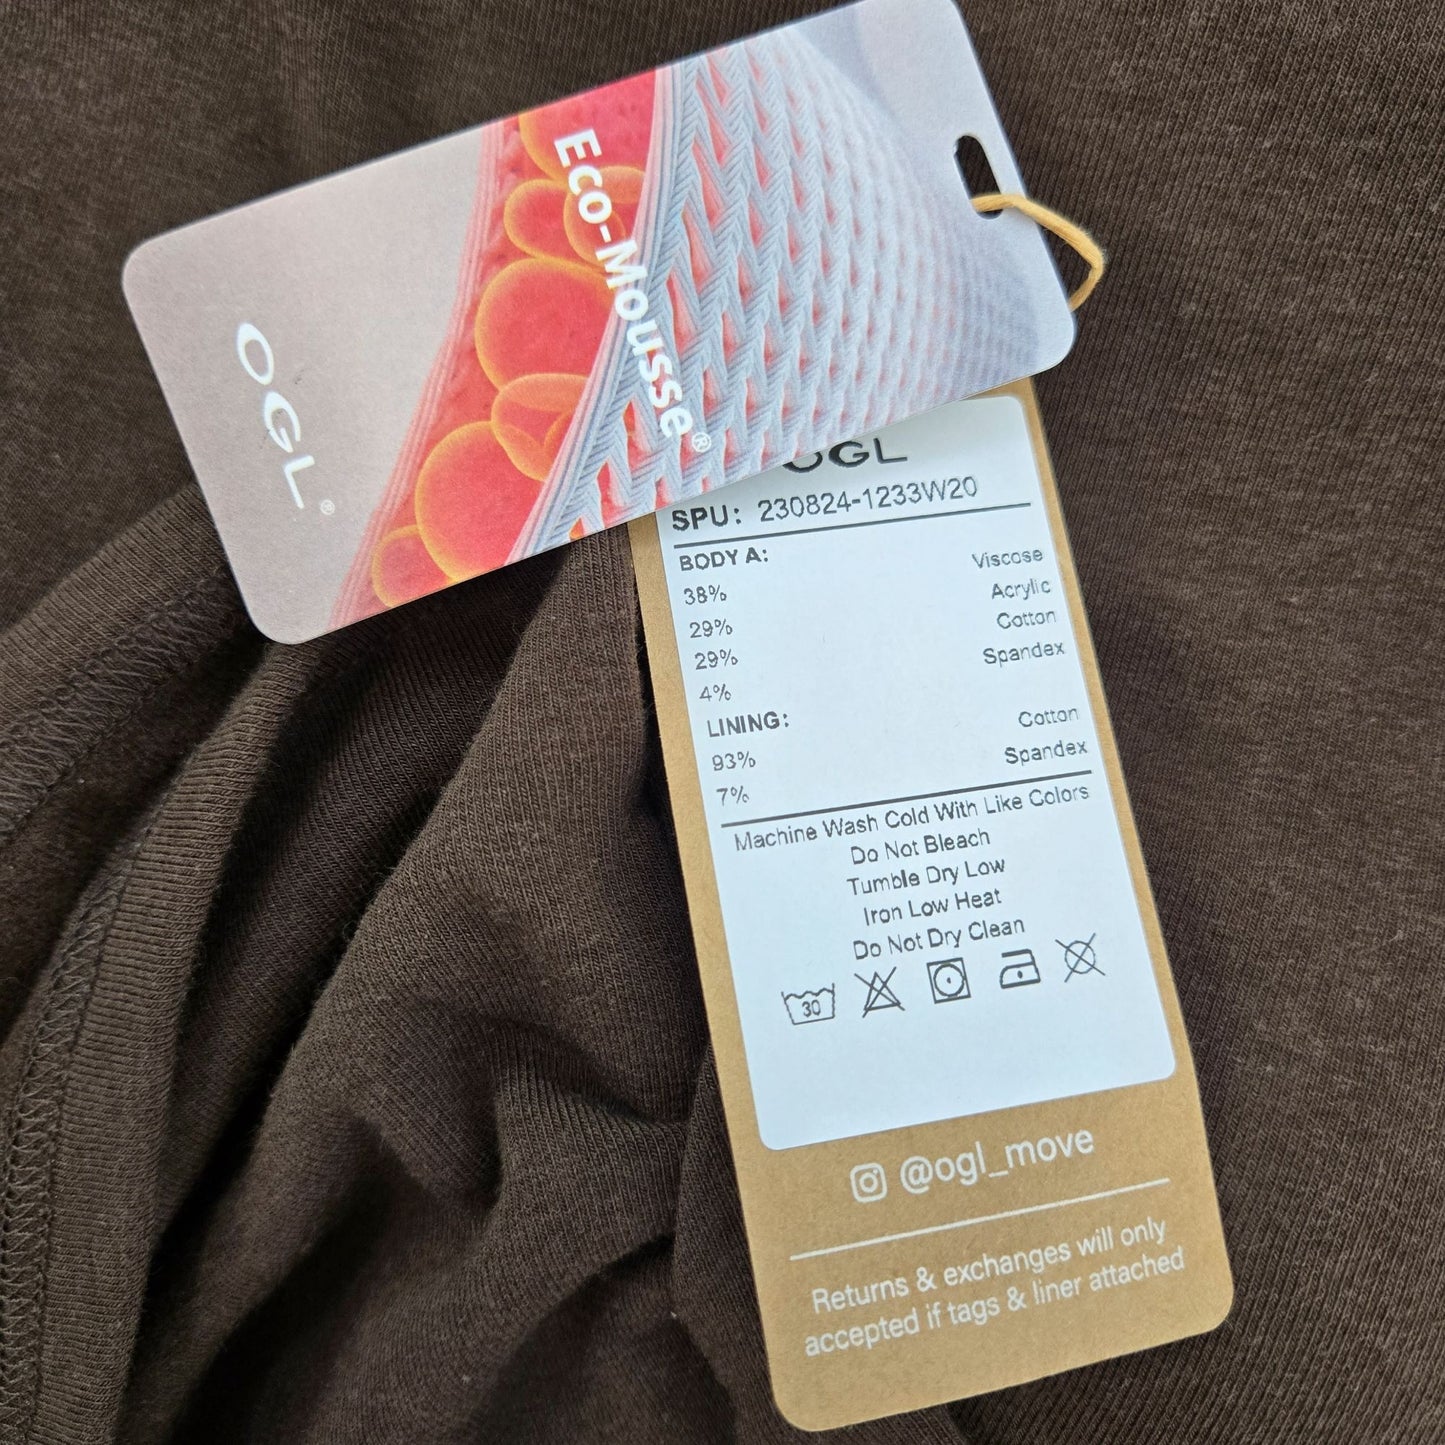 OGL®
Eco-Mousse®
OGL
SPU: 230824-1233W20
BODY A:
38% Viscose
29% Acrylic
29% Cotton
4% Spandex
LINING:
93% Cotton
7% Spandex
Machine Wash Cold With Like Colors
Do Not Bleach
Tumble Dry Low
Iron Low Heat
Do Not Dry Clean
30
@ogl_move
Returns & exchanges will only
accepted if tags & liner attached